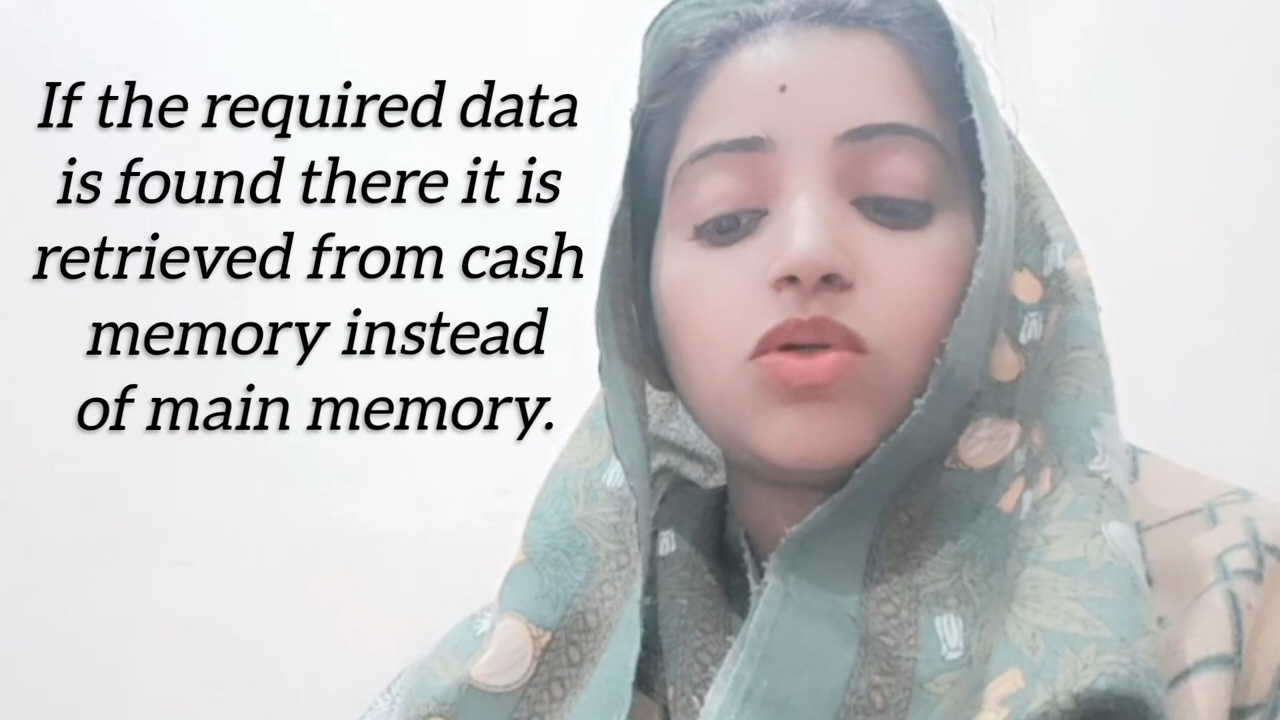 If the required data
is found there it is
retrieved from cash
memory instead
of main memory.